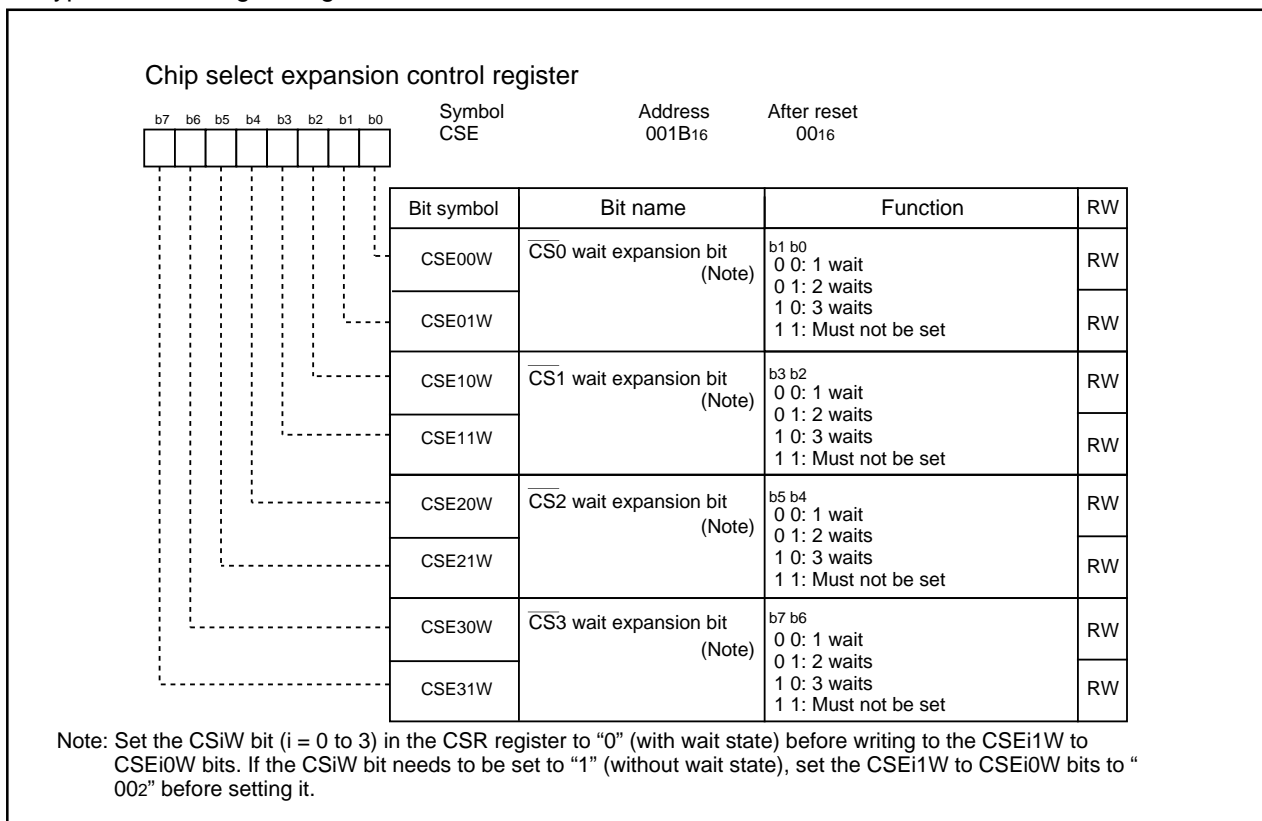 Chip select expansion control register
Symbol Address After reset
b7 b6 b5 b4 b3 b2 b1 b0
CSE 001B16 0016
Bit symbol Bit name Function RW
CSE00W CS0 wait expansion bit (Note) b1 b0 RW
0 0: 1 wait
0 1: 2 waits
CSE01W 1 0: 3 waits RW
1 1: Must not be set
CSE10W CS1 wait expansion bit (Note) b3 b2 RW
0 0: 1 wait
0 1: 2 waits
CSE11W 1 0: 3 waits RW
1 1: Must not be set
CSE20W CS2 wait expansion bit (Note) b5 b4 RW
0 0: 1 wait
0 1: 2 waits
CSE21W 1 0: 3 waits RW
1 1: Must not be set
CSE30W CS3 wait expansion bit (Note) b7 b6 RW
0 0: 1 wait
0 1: 2 waits
CSE31W 1 0: 3 waits RW
1 1: Must not be set
Note: Set the CSiW bit (i = 0 to 3) in the CSR register to “0” (with wait state) before writing to the CSEi1W to
CSEi0W bits. If the CSiW bit needs to be set to “1” (without wait state), set the CSEi1W to CSEi0W bits to “
002” before setting it.